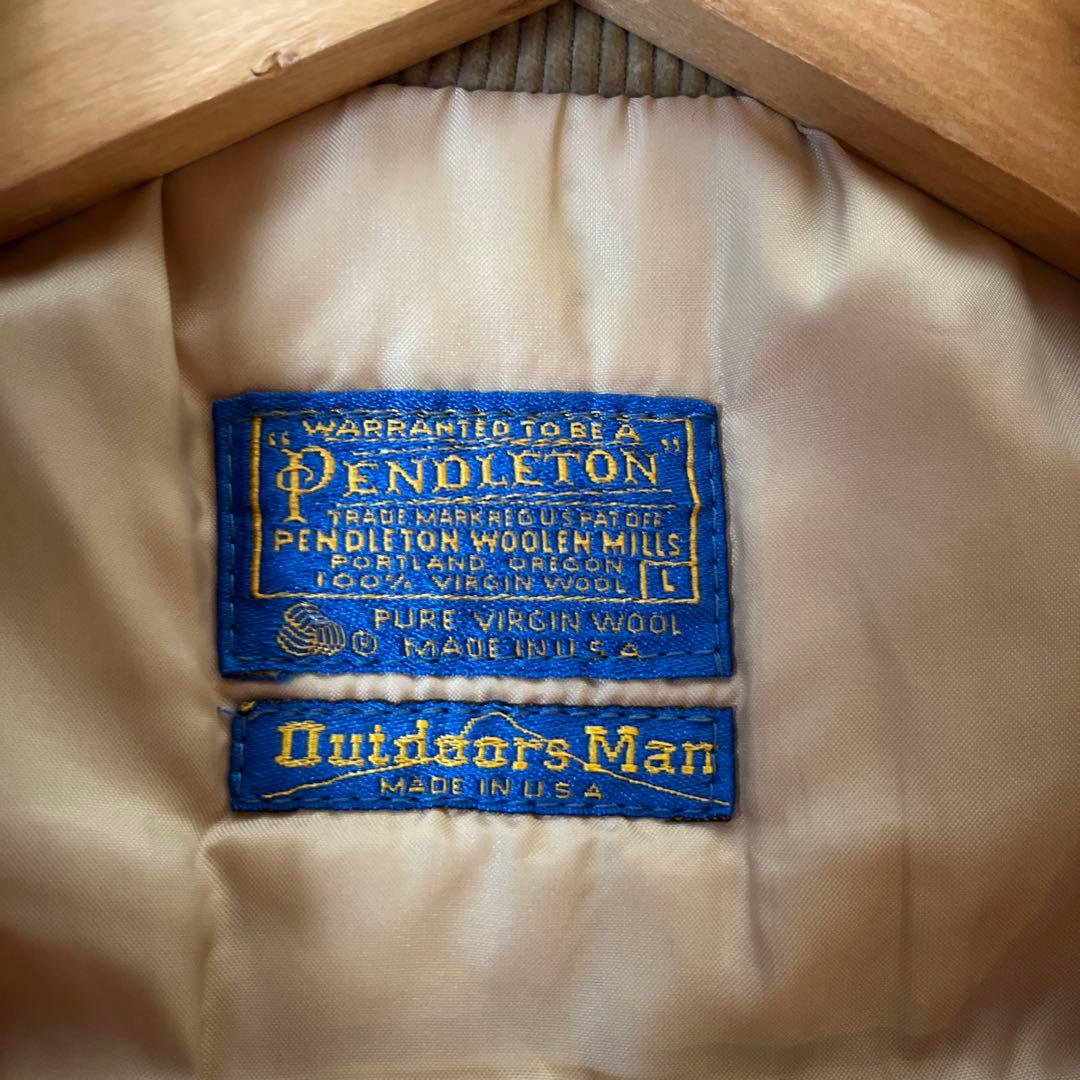 WARRANTED TO BE A
"PENDLETON"
TRADE MARK REG U S PAT OFF
PENDLETON WOOLEN MILLS
PORTLAND, OREGON
100% VIRGIN WOOL L
® PURE VIRGIN WOOL
MADE IN U S A
Outdoors Man
MADE IN U.S.A